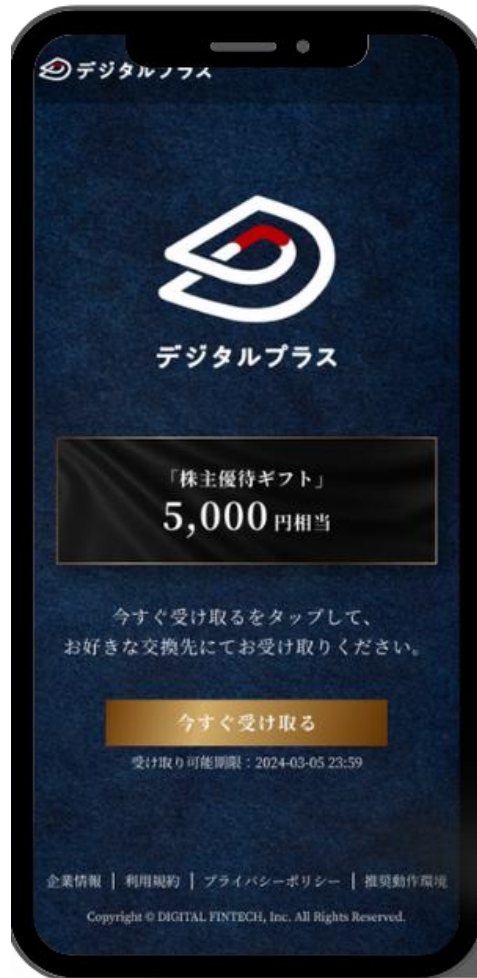 デジタルプラス
デジタルプラス
「株主優待ギフト」
5,000 円相当
今すぐ受け取るをタップして、
お好きな交換先にてお受け取りください。
今すぐ受け取る
受け取り可能期限：2024-03-05 23:59
企業情報 | 利用規約 | プライバシーポリシー | 推奨動作環境
Copyright © DIGITAL FINTECH, Inc. All Rights Reserved.